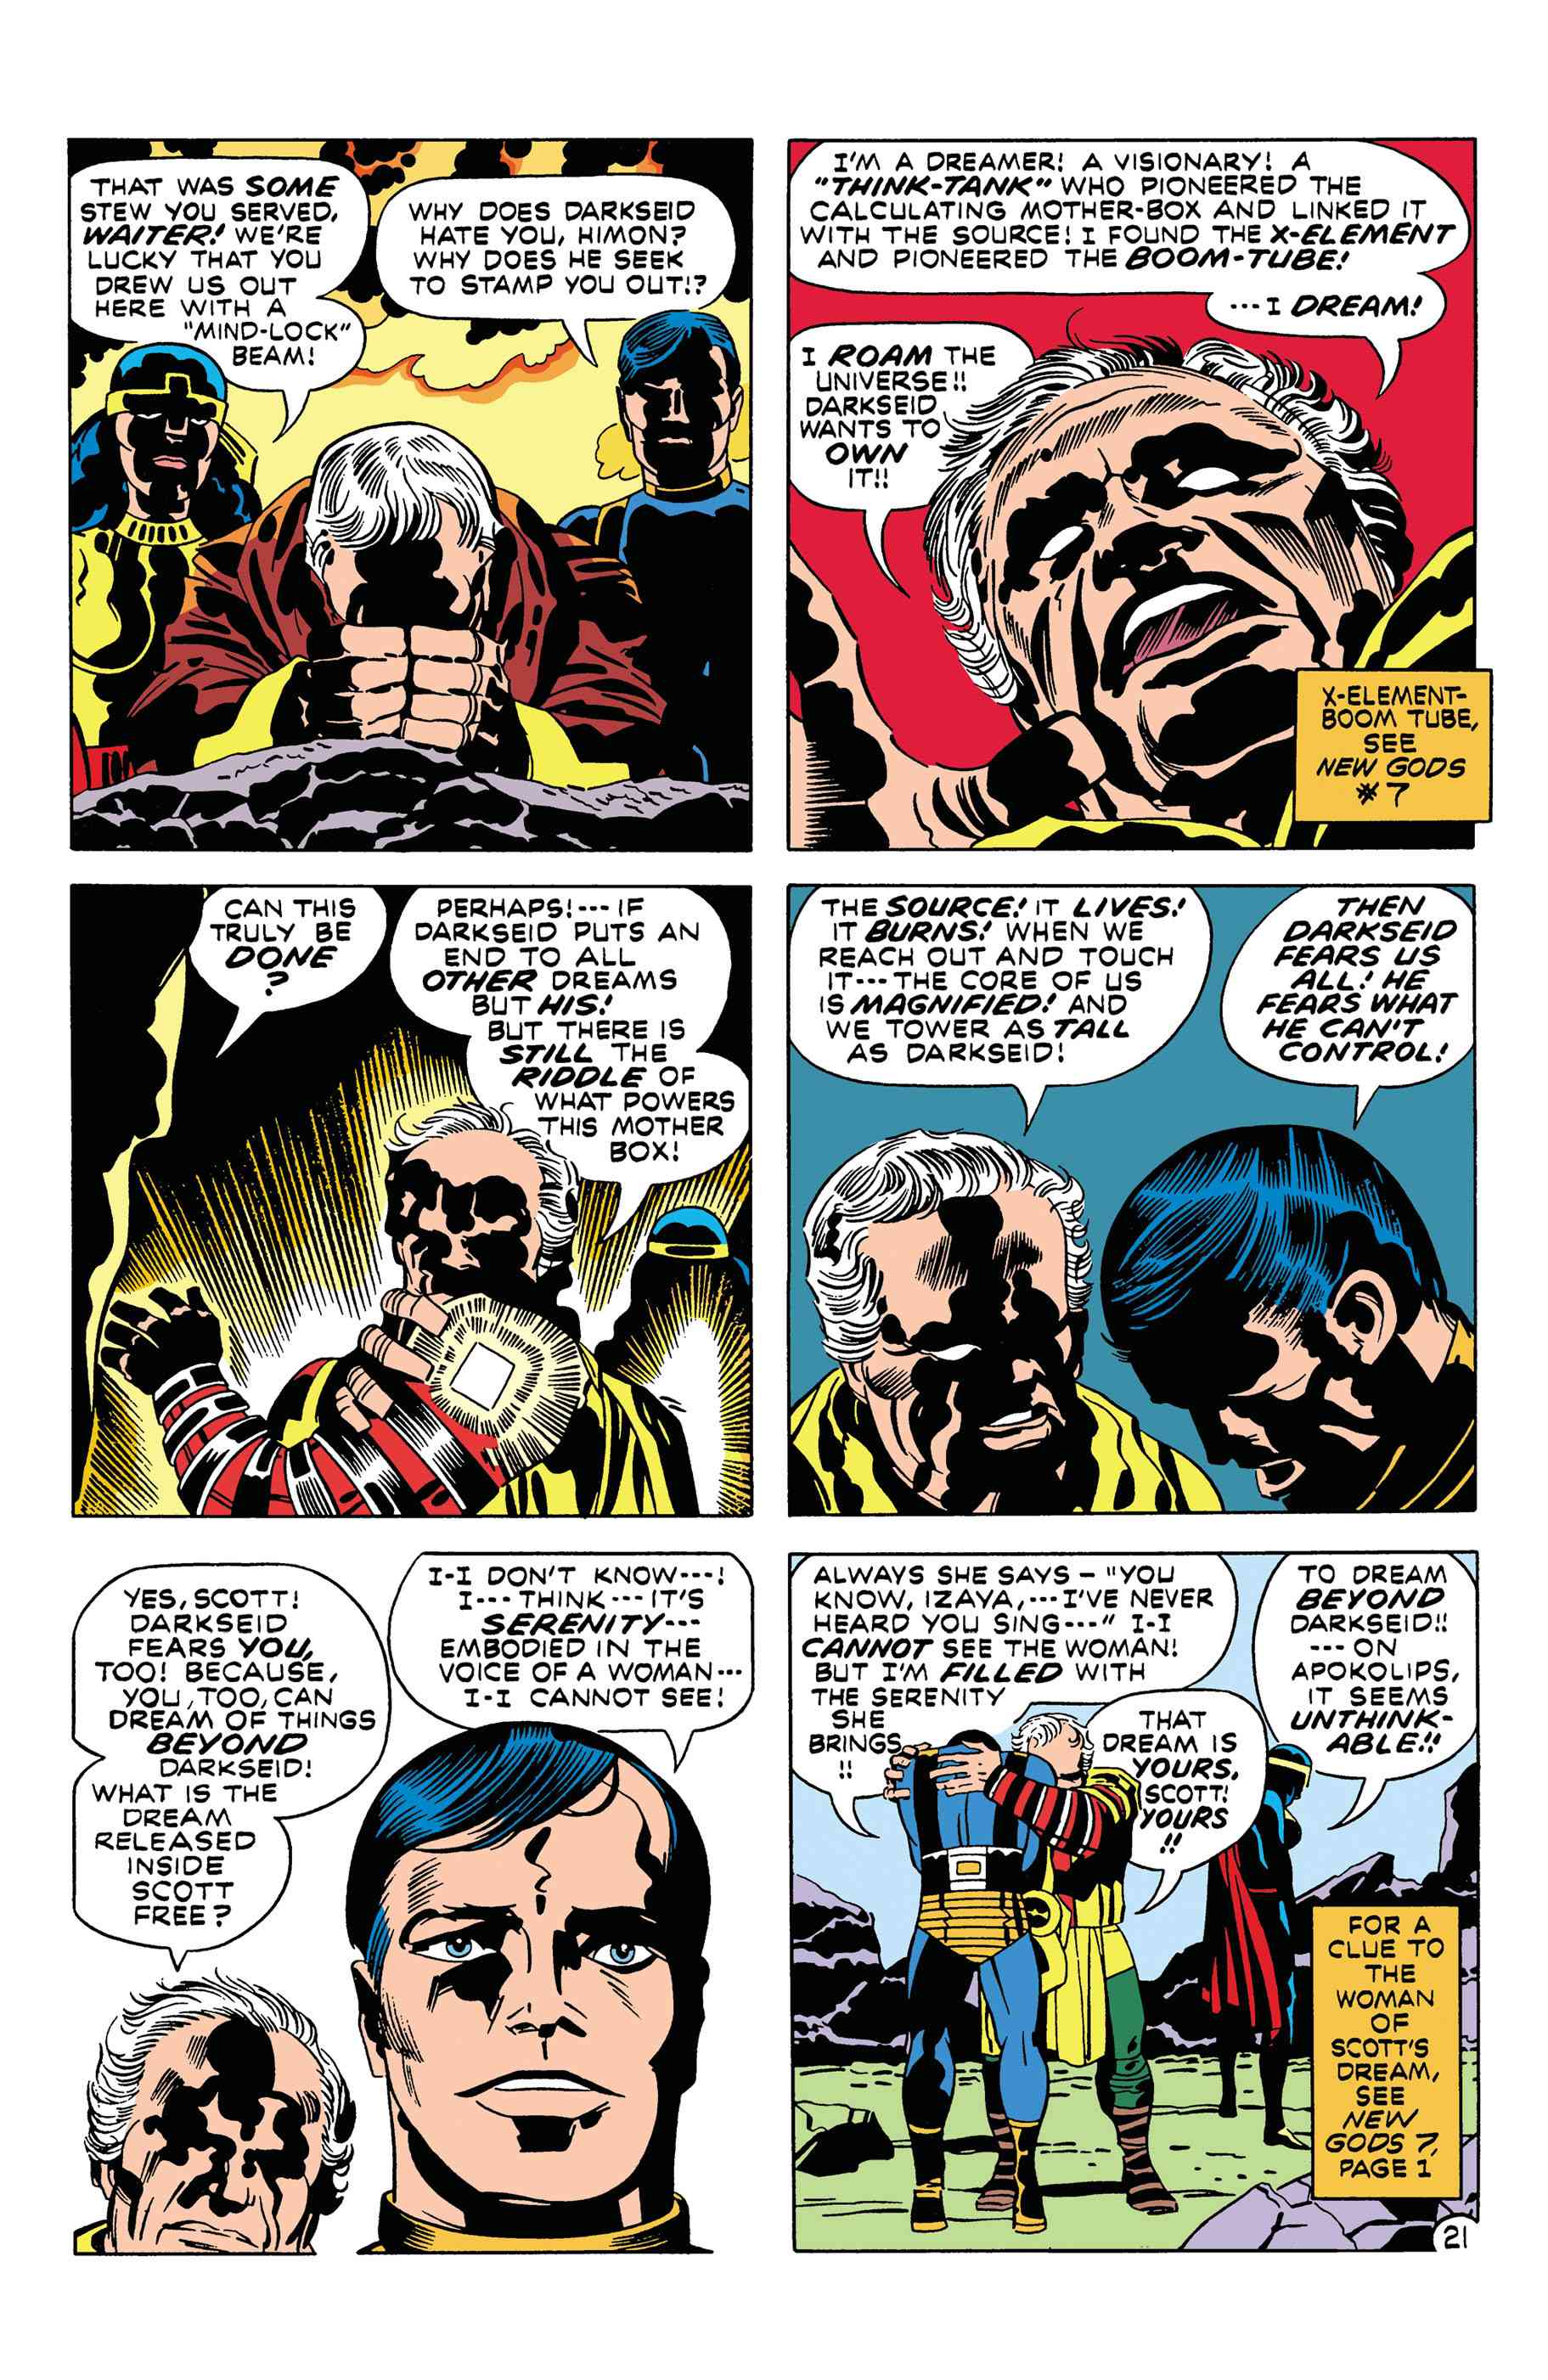 THAT WAS SOME
STEW YOU SERVED,
WAITER! WE'RE
LUCKY THAT YOU
DREW US OUT
HERE WITH A
"MIND-LOCK"
BEAM!
WHY DOES DARKSEID
HATE YOU, HIMON?
WHY DOES HE SEEK
TO STAMP YOU OUT!?
I'M A DREAMER! A VISIONARY! A
"THINK-TANK" WHO PIONEERED THE
CALCULATING MOTHER-BOX AND LINKED IT
WITH THE SOURCE! I FOUND THE X-ELEMENT
AND PIONEERED THE BOOM-TUBE!
---I DREAM!
I ROAM THE
UNIVERSE!!
DARKSEID
WANTS TO
OWN
IT!!
X-ELEMENT-
BOOM TUBE,
SEE
NEW GODS
#7
CAN THIS
TRULY BE
DONE
?
PERHAPS!--- IF
DARKSEID PUTS AN
END TO ALL
OTHER DREAMS
BUT HIS!
BUT THERE IS
STILL THE
RIDDLE OF
WHAT POWERS
THIS MOTHER
BOX!
THE SOURCE! IT LIVES!
IT BURNS! WHEN WE
REACH OUT AND TOUCH
IT--- THE CORE OF US
IS MAGNIFIED! AND
WE TOWER AS TALL
AS DARKSEID!
THEN
DARKSEID
FEARS US
ALL! HE
FEARS WHAT
HE CAN'T
CONTROL!
YES, SCOTT!
DARKSEID
FEARS YOU,
TOO! BECAUSE,
YOU, TOO, CAN
DREAM OF THINGS
BEYOND
DARKSEID!
WHAT IS THE
DREAM
RELEASED
INSIDE
SCOTT
FREE?
I-I DON'T KNOW---!
I--- THINK--- IT'S
SERENITY---
EMBODIED IN THE
VOICE OF A WOMAN---
I-I CANNOT SEE!
ALWAYS SHE SAYS - "YOU
KNOW, IZAYA,--- I'VE NEVER
HEARD YOU SING---" I-I
CANNOT SEE THE WOMAN!
BUT I'M FILLED WITH
THE SERENITY
SHE
BRINGS
!!
THAT
DREAM IS
YOURS,
SCOTT!
YOURS
!!
TO DREAM
BEYOND
DARKSEID!!
--- ON
APOKOLIPS,
IT SEEMS
UNTHINK-
ABLE!!
FOR A
CLUE TO
THE
WOMAN
OF
SCOTT'S
DREAM,
SEE
NEW
GODS 7,
PAGE 1
21